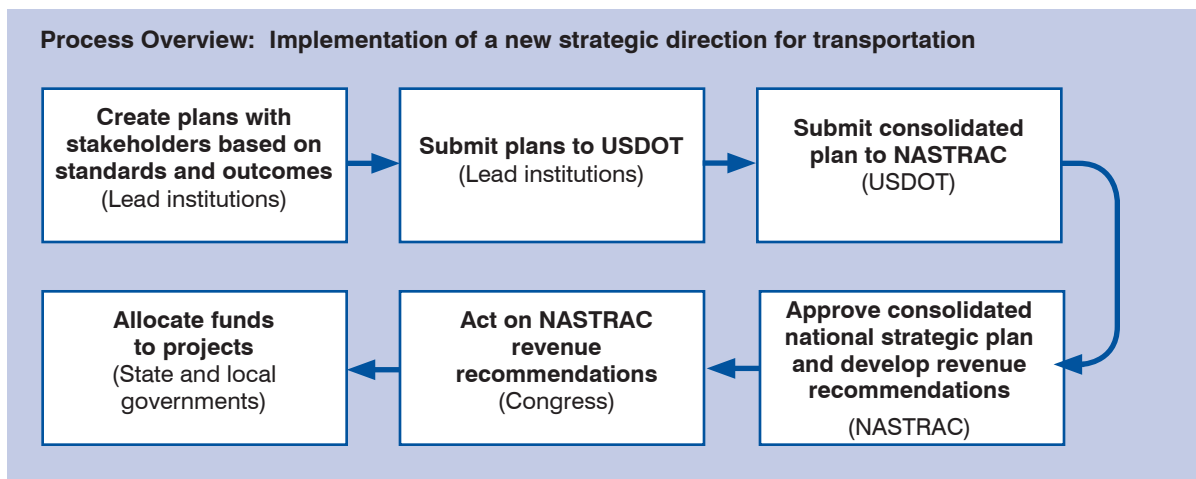 Process Overview:  Implementation of a new strategic direction for transportation
Create plans with
stakeholders based on
standards and outcomes
(Lead institutions)
Submit plans to USDOT
(Lead institutions)
Submit consolidated
plan to NASTRAC
(USDOT)
Approve consolidated
national strategic plan
and develop revenue
recommendations
(NASTRAC)
Act on NASTRAC
revenue
recommendations
(Congress)
Allocate funds
to projects
(State and local
governments)